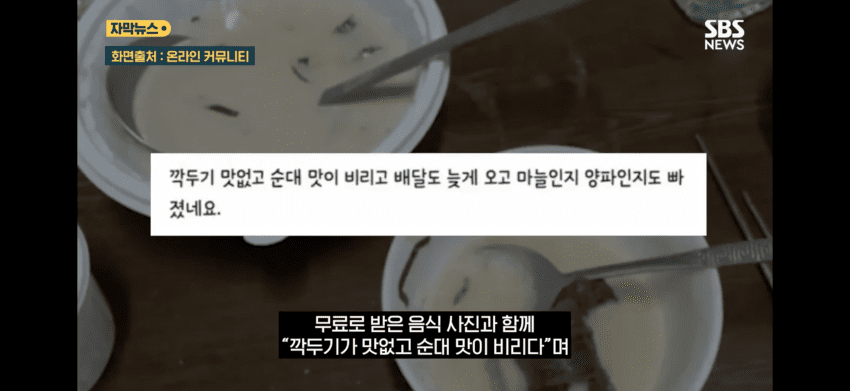 자막뉴스
화면출처 : 온라인 커뮤니티
SBS
NEWS
깍두기 맛없고 순대 맛이 비리고 배달도 늦게 오고 마늘인지 양파인지도 빠
졌네요.
무료로 받은 음식 사진과 함께
“깍두기가 맛없고 순대 맛이 비리다”며